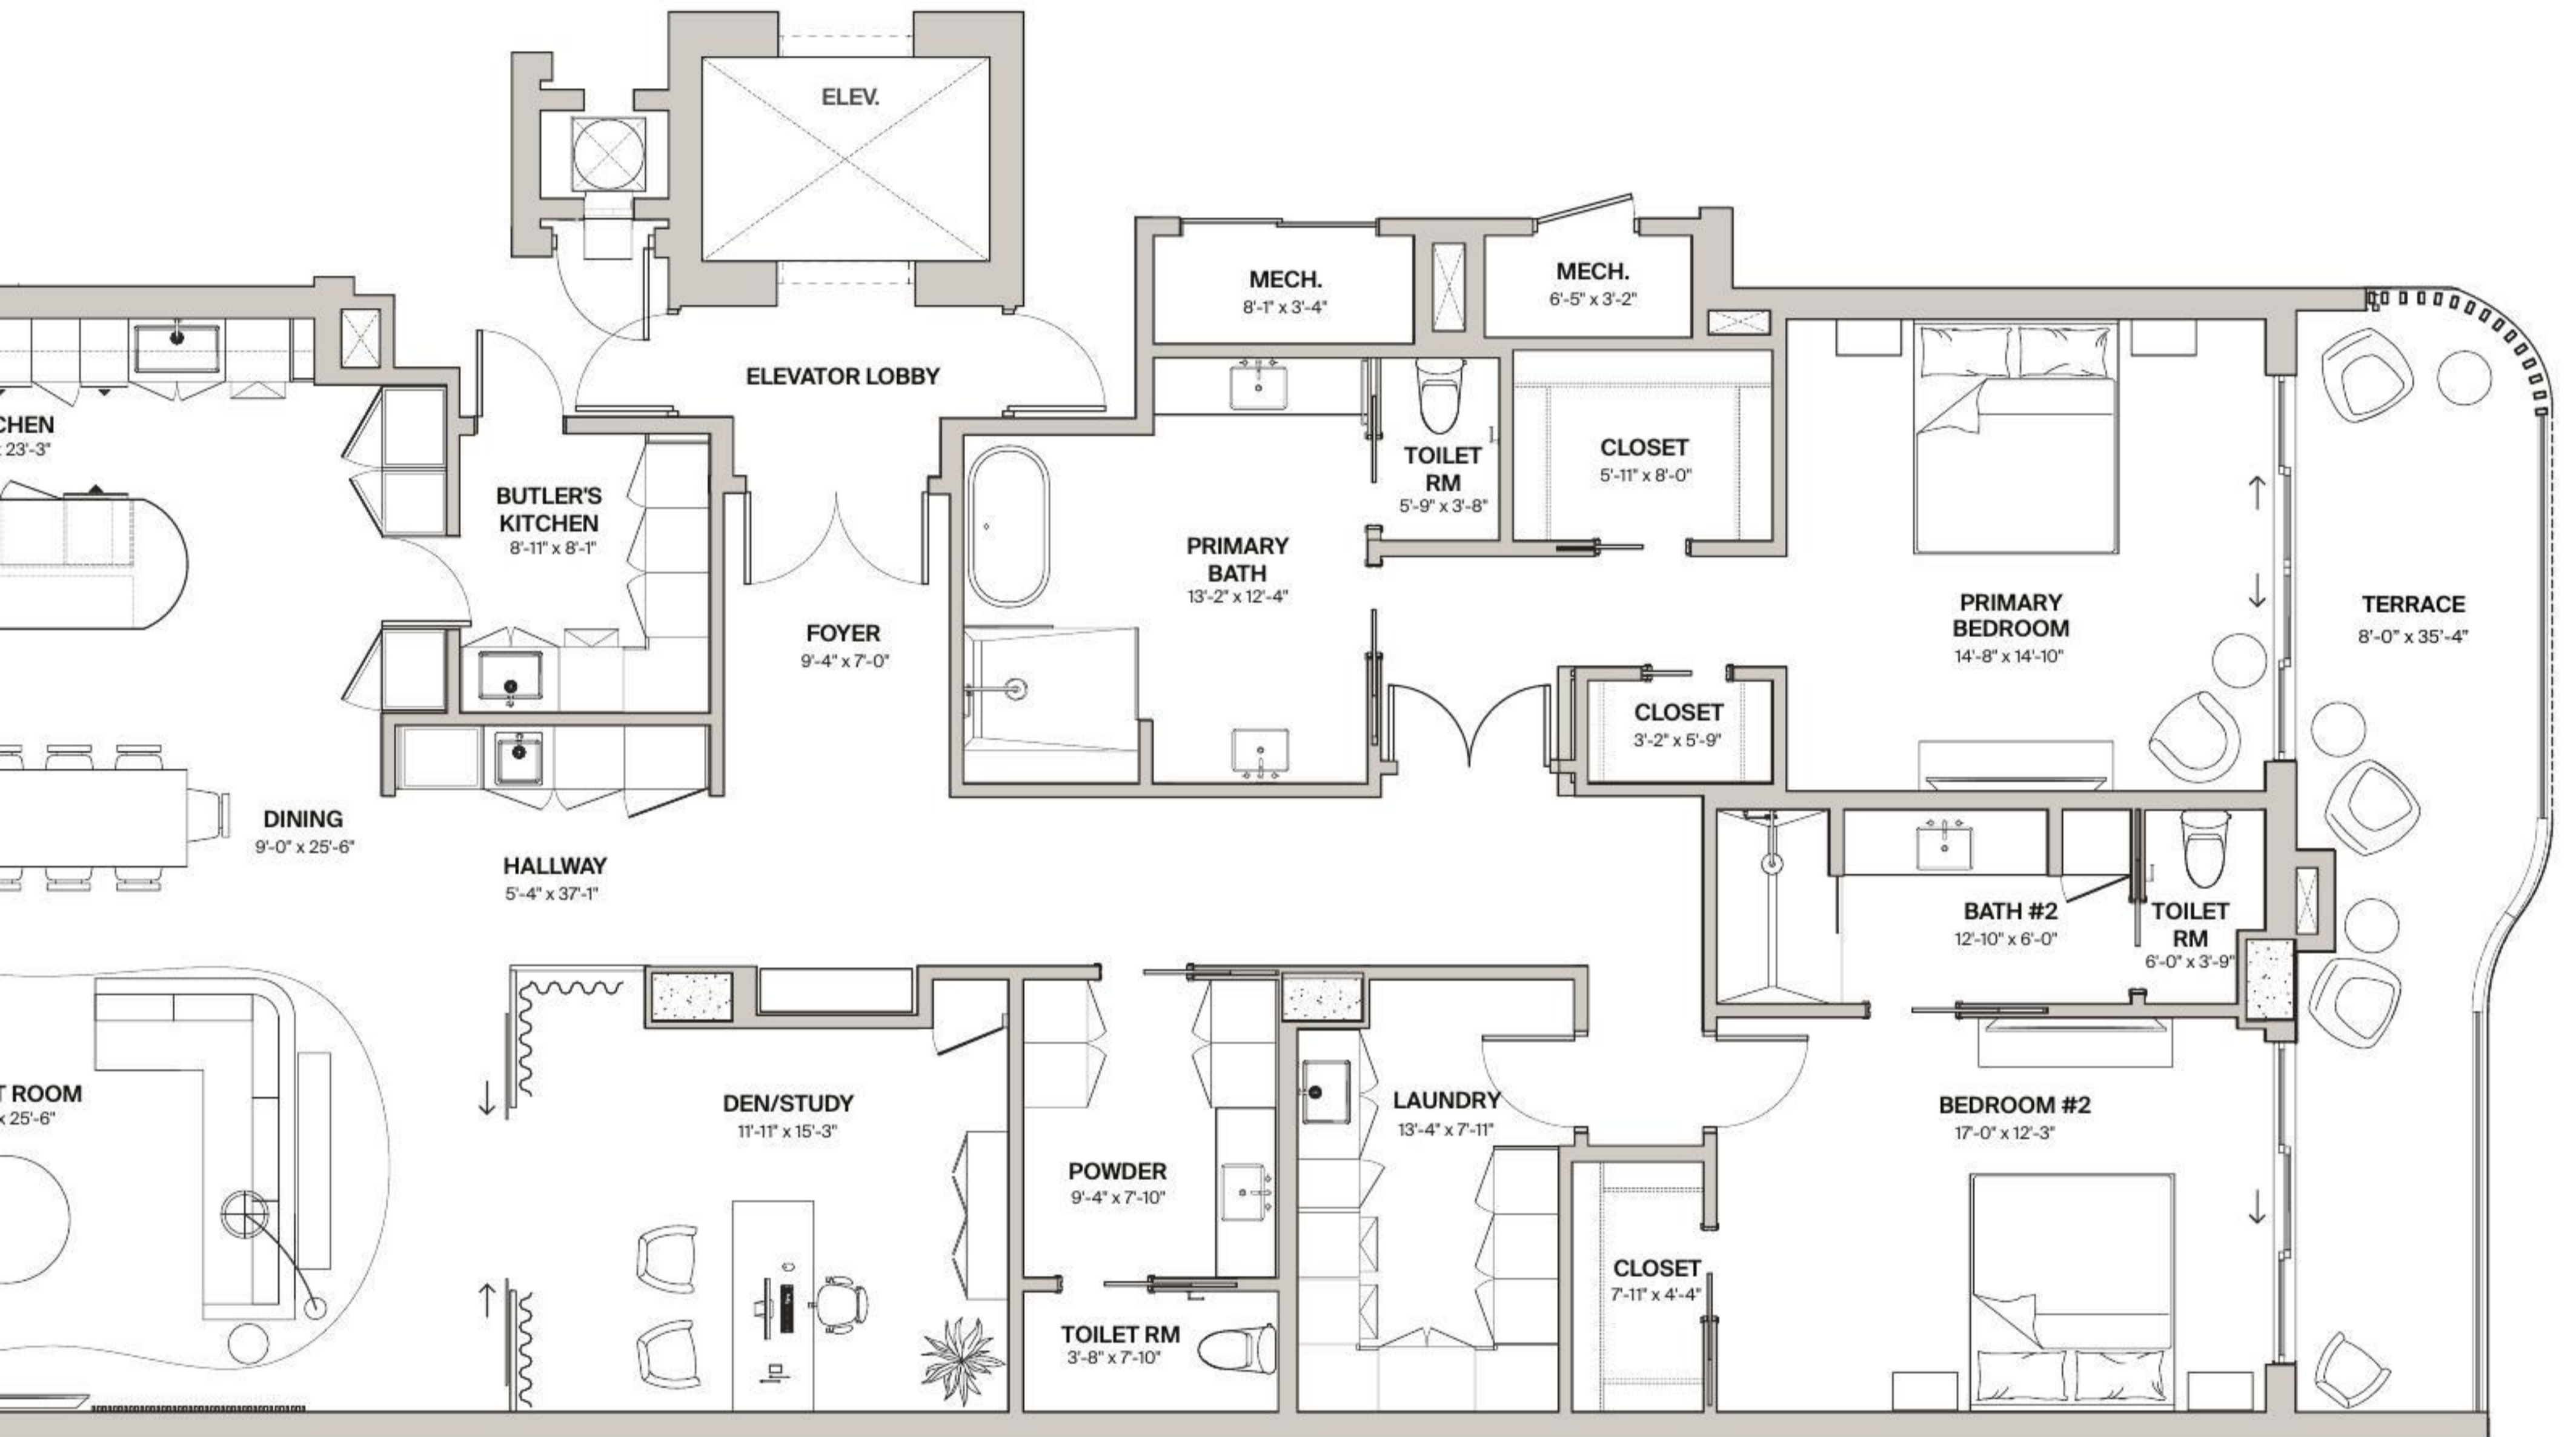 ELEV.
MECH.
8'-1" x 3'-4"
MECH.
6'-5" x 3'-2"
ELEVATOR LOBBY
CHEN
x 23'-3"
BUTLER'S
KITCHEN
8'-11" x 8'-1"
TOILET
RM
5'-9" x 3'-8"
CLOSET
5'-11" x 8'-0"
PRIMARY
BATH
13'-2" x 12'-4"
FOYER
9'-4" x 7'-0"
PRIMARY
BEDROOM
14'-8" x 14'-10"
TERRACE
8'-0" x 35'-4"
CLOSET
3'-2" x 5'-9"
DINING
9'-0" x 25'-6"
HALLWAY
5'-4" x 37'-1"
BATH #2
12'-10" x 6'-0"
TOILET
RM
6'-0" x 3'-9"
T ROOM
x 25'-6"
DEN/STUDY
11'-11" x 15'-3"
POWDER
9'-4" x 7'-10"
LAUNDRY
13'-4" x 7'-11"
BEDROOM #2
17'-0" x 12'-3"
CLOSET
7'-11" x 4'-4"
TOILET RM
3'-8" x 7'-10"